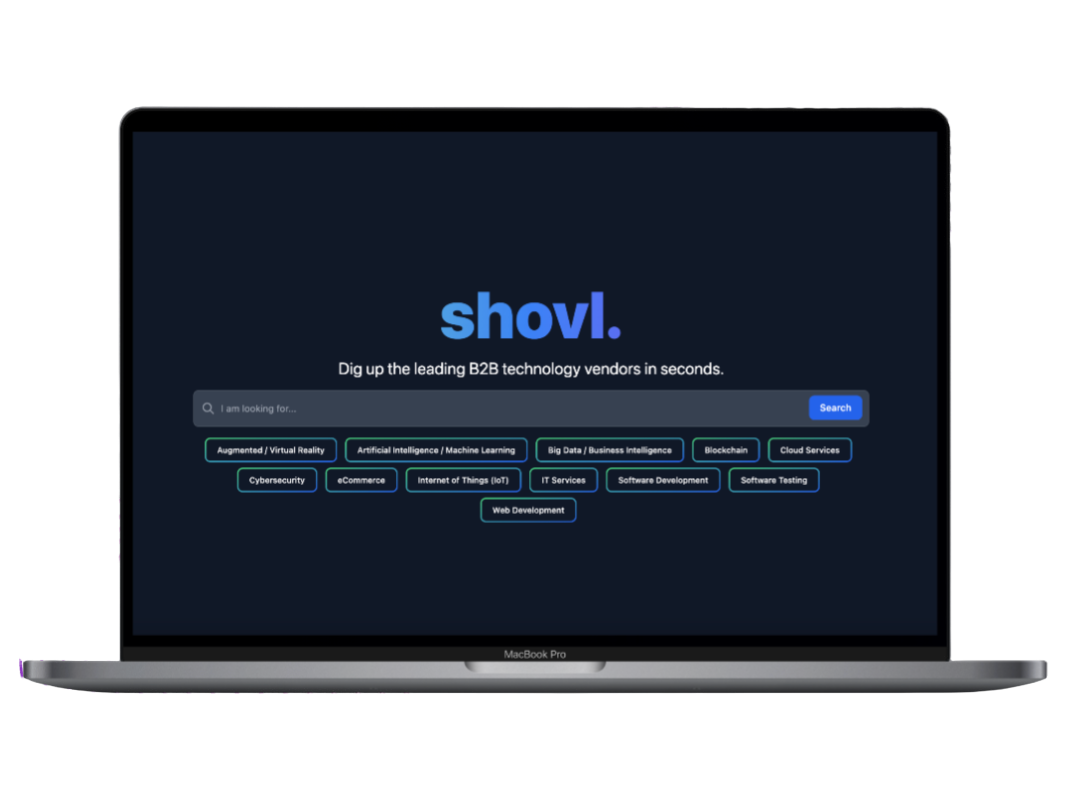 shovl.
Dig up the leading B2B technology vendors in seconds.
I am looking for... Search
Augmented / Virtual Reality Artificial Intelligence / Machine Learning Big Data / Business Intelligence Blockchain Cloud Services
Cybersecurity eCommerce Internet of Things (IoT) IT Services Software Development Software Testing
Web Development
MacBook Pro